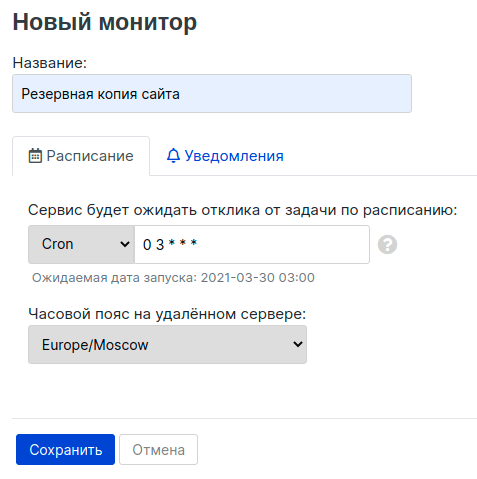 Новый монитор
Название:
Резервная копия сайта
Расписание Уведомления
Сервис будет ожидать отклика от задачи по расписанию:
Cron 0 3 * * * ?
Ожидаемая дата запуска: 2021-03-30 03:00
Часовой пояс на удалённом сервере:
Europe/Moscow
Сохранить Отмена